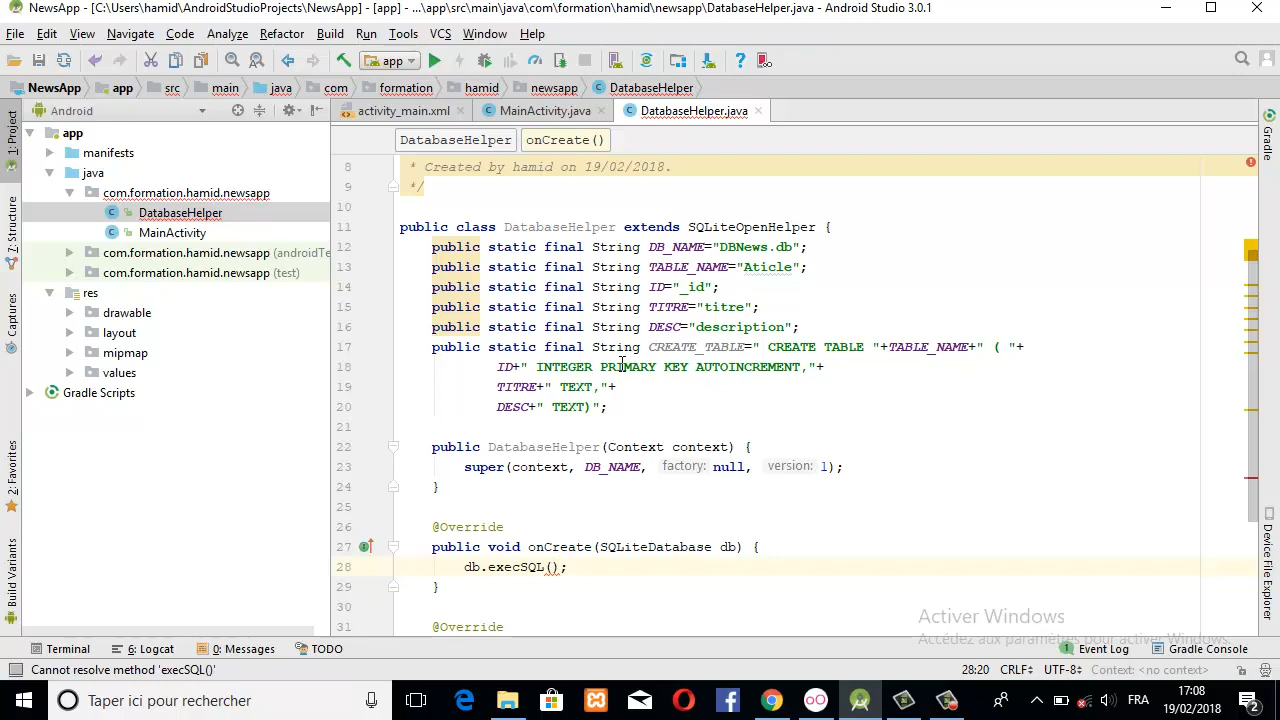 NewsApp - [C:\Users\hamid\AndroidStudioProjects\NewsApp] - [app] - ...\app\src\main\java\com\formation\hamid\newsapp\DatabaseHelper.java - Android Studio 3.0.1
File Edit View Navigate Code Analyze Refactor Build Run Tools VCS Window Help
app
NewsApp app src main java com formation hamid newsapp DatabaseHelper
Android
activity_main.xml MainActivity.java DatabaseHelper.java
DatabaseHelper onCreate()
1: Project
7: Structure
Captures
2: Favorites
Build Variants
app
manifests
java
com.formation.hamid.newsapp
DatabaseHelper
MainActivity
com.formation.hamid.newsapp (androidTe
com.formation.hamid.newsapp (test)
res
drawable
layout
mipmap
values
Gradle Scripts
8 * Created by hamid on 19/02/2018.
9 */
10
11 public class DatabaseHelper extends SQLiteOpenHelper {
12 public static final String DB_NAME="DBNews.db";
13 public static final String TABLE_NAME="Aticle";
14 public static final String ID="_id";
15 public static final String TITRE="titre";
16 public static final String DESC="description";
17 public static final String CREATE_TABLE=" CREATE TABLE "+TABLE_NAME+" ( "+
18 ID+" INTEGER PRIMARY KEY AUTOINCREMENT,"+
19 TITRE+" TEXT,"+
20 DESC+" TEXT)";
21
22 public DatabaseHelper(Context context) {
23 super(context, DB_NAME, factory: null, version: 1);
24 }
25
26 @Override
27 public void onCreate(SQLiteDatabase db) {
28 db.execSQL();
29 }
30
31 @Override
Gradle
Device File Explorer
Activer Windows
Accédez aux paramètres pour activer Windows.
Terminal 6: Logcat 0: Messages TODO Event Log Gradle Console
Cannot resolve method 'execSQL()' 28:20 CRLF÷ UTF-8÷ Context: <no context>
Taper ici pour rechercher
FRA
17:08
19/02/2018
2